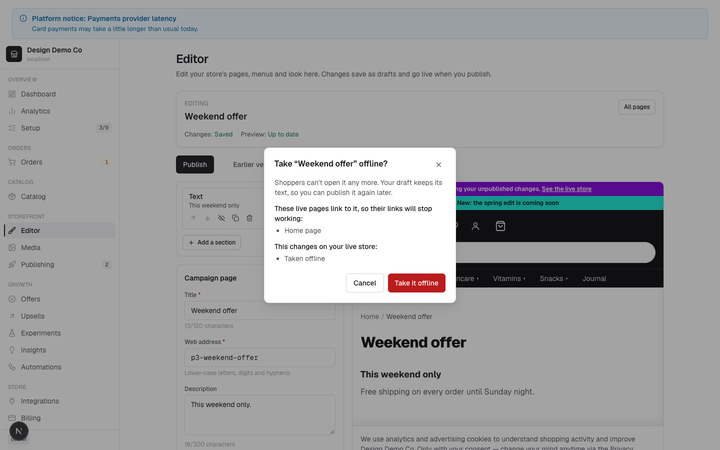 Platform notice: Payments provider latency
Card payments may take a little longer than usual today.
Design Demo Co
localhost
OVERVIEW
Dashboard
Analytics
Setup 3/9
ORDERS
Orders 1
CATALOG
Catalog
STOREFRONT
Editor
Media
Publishing 2
GROWTH
Offers
Upsells
Experiments
Insights
Automations
STORE
Integrations
Billing
N
Editor
Edit your store's pages, menus and look here. Changes save as drafts and go live when you publish.
EDITING
Weekend offer
All pages
Changes: Saved Preview: Up to date
Publish
Earlier ve
Text
This weekend only
+ Add a section
Campaign page
Title *
Weekend offer
13/120 characters
Web address *
p3-weekend-offer
Lower-case letters, digits and hyphens.
Description
This weekend only.
18/300 characters
Take “Weekend offer” offline?
Shoppers can't open it any more. Your draft keeps its
text, so you can publish it again later.
These live pages link to it, so their links will stop
working:
• Home page
This changes on your live store:
• Taken offline
Cancel
Take it offline
ng your unpublished changes. See the live store
New: the spring edit is coming soon
ncare
Vitamins
Snacks
Journal
Home / Weekend offer
Weekend offer
This weekend only
Free shipping on every order until Sunday night.
We use analytics and advertising cookies to understand shopping activity and improve
Design Demo Co. Only with your consent — change your mind anytime via the Privacy